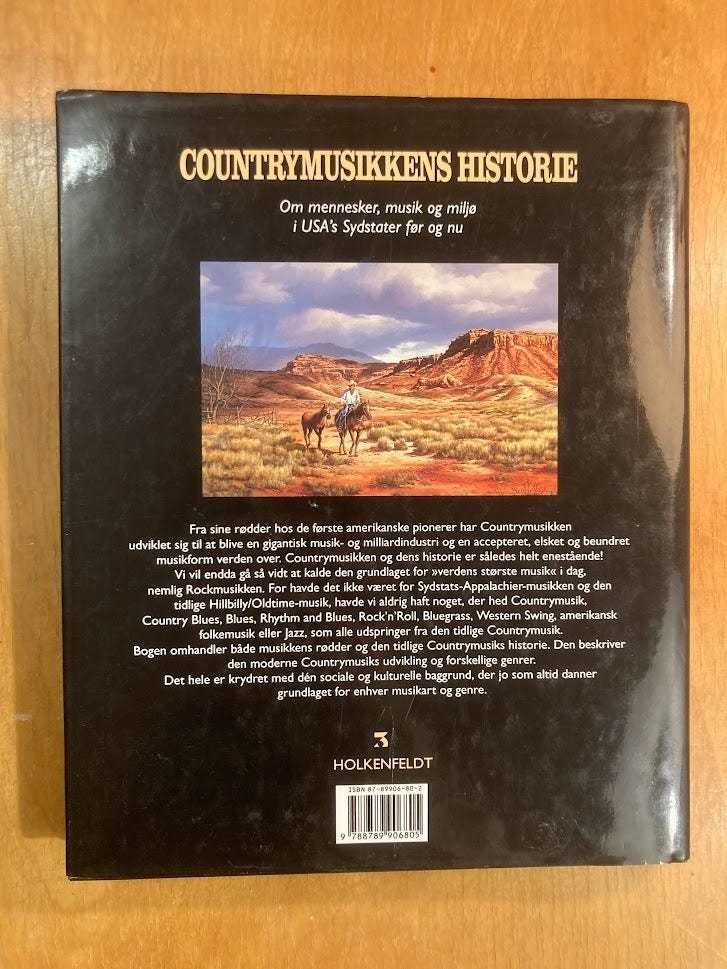 COUNTRYMUSIKKENS HISTORIE
Om mennesker, musik og miljø
i USA's Sydstater før og nu
Fra sine rødder hos de første amerikanske pionerer har Countrymusikken
udviklet sig til at blive en gigantisk musik- og milliardindustri og en accepteret, elsket og beundret
musikform verden over. Countrymusikken og dens historie er således helt enestående!
Vi vil endda gå så vidt at kalde den grundlaget for »verdens største musik« i dag,
nemlig Rockmusikken. For havde det ikke været for Sydstats-Appalachier-musikken og den
tidlige Hillbilly/Oldtime-musik, havde vi aldrig haft noget, der hed Countrymusik,
Country Blues, Blues, Rhythm and Blues, Rock'n'Roll, Bluegrass, Western Swing, amerikansk
folkemusik eller Jazz, som alle udspringer fra den tidlige Countrymusik.
Bogen omhandler både musikkens rødder og den tidlige Countrymusiks historie. Den beskriver
den moderne Countrymusiks udvikling og forskellige genrer.
Det hele er krydret med dén sociale og kulturelle baggrund, der jo som altid danner
grundlaget for enhver musikart og genre.
HOLKENFELDT
ISBN 87-89906-80-2
9 788789 906805